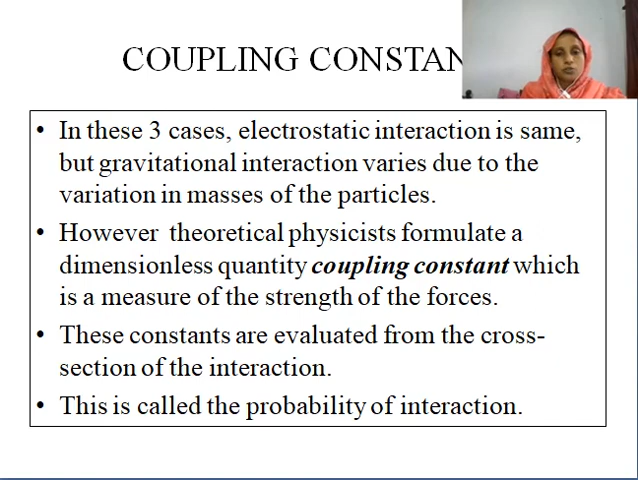 COUPLING CONSTAN
• In these 3 cases, electrostatic interaction is same,
but gravitational interaction varies due to the
variation in masses of the particles.
• However theoretical physicists formulate a
dimensionless quantity coupling constant which
is a measure of the strength of the forces.
• These constants are evaluated from the cross-
section of the interaction.
• This is called the probability of interaction.